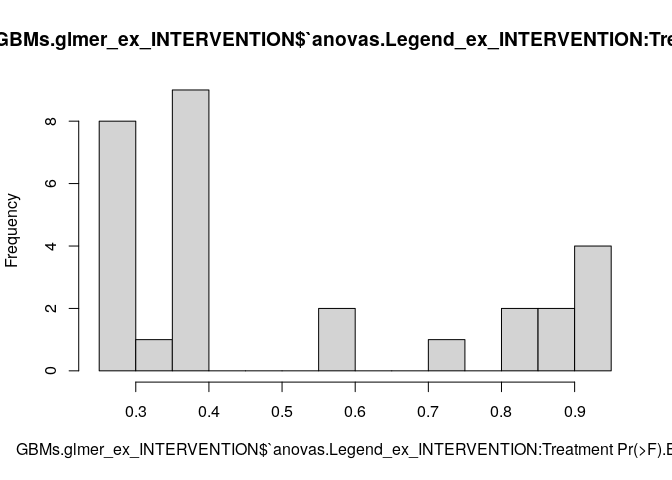 GBMs.glmer_ex_INTERVENTION$`anovas.Legend_ex_INTERVENTION:Tre
Frequency
8
6
4
2
0
0.3 0.4 0.5 0.6 0.7 0.8 0.9
GBMs.glmer_ex_INTERVENTION$`anovas.Legend_ex_INTERVENTION:Treatment Pr(>F).E